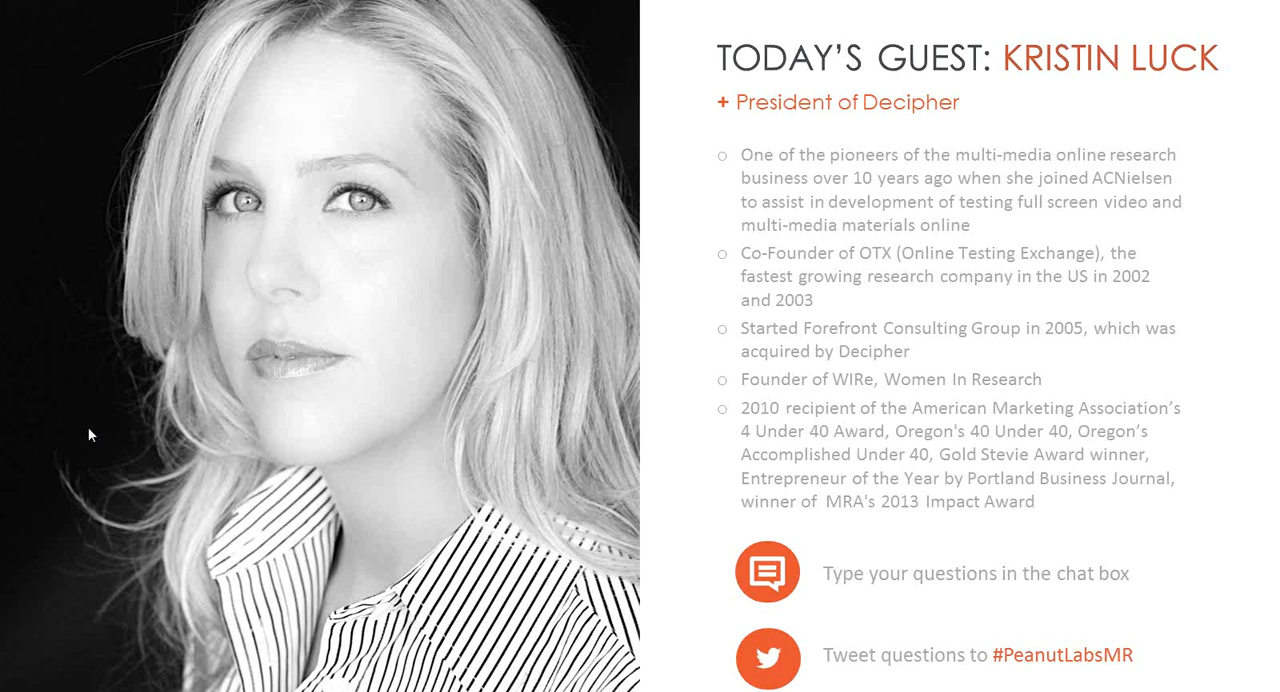 TODAY’S GUEST: KRISTIN LUCK
+ President of Decipher
○ One of the pioneers of the multi-media online research
business over 10 years ago when she joined ACNielsen
to assist in development of testing full screen video and
multi-media materials online
○ Co-Founder of OTX (Online Testing Exchange), the
fastest growing research company in the US in 2002
and 2003
○ Started Forefront Consulting Group in 2005, which was
acquired by Decipher
○ Founder of WIRe, Women In Research
○ 2010 recipient of the American Marketing Association’s
4 Under 40 Award, Oregon's 40 Under 40, Oregon’s
Accomplished Under 40, Gold Stevie Award winner,
Entrepreneur of the Year by Portland Business Journal,
winner of MRA's 2013 Impact Award
Type your questions in the chat box
Tweet questions to #PeanutLabsMR